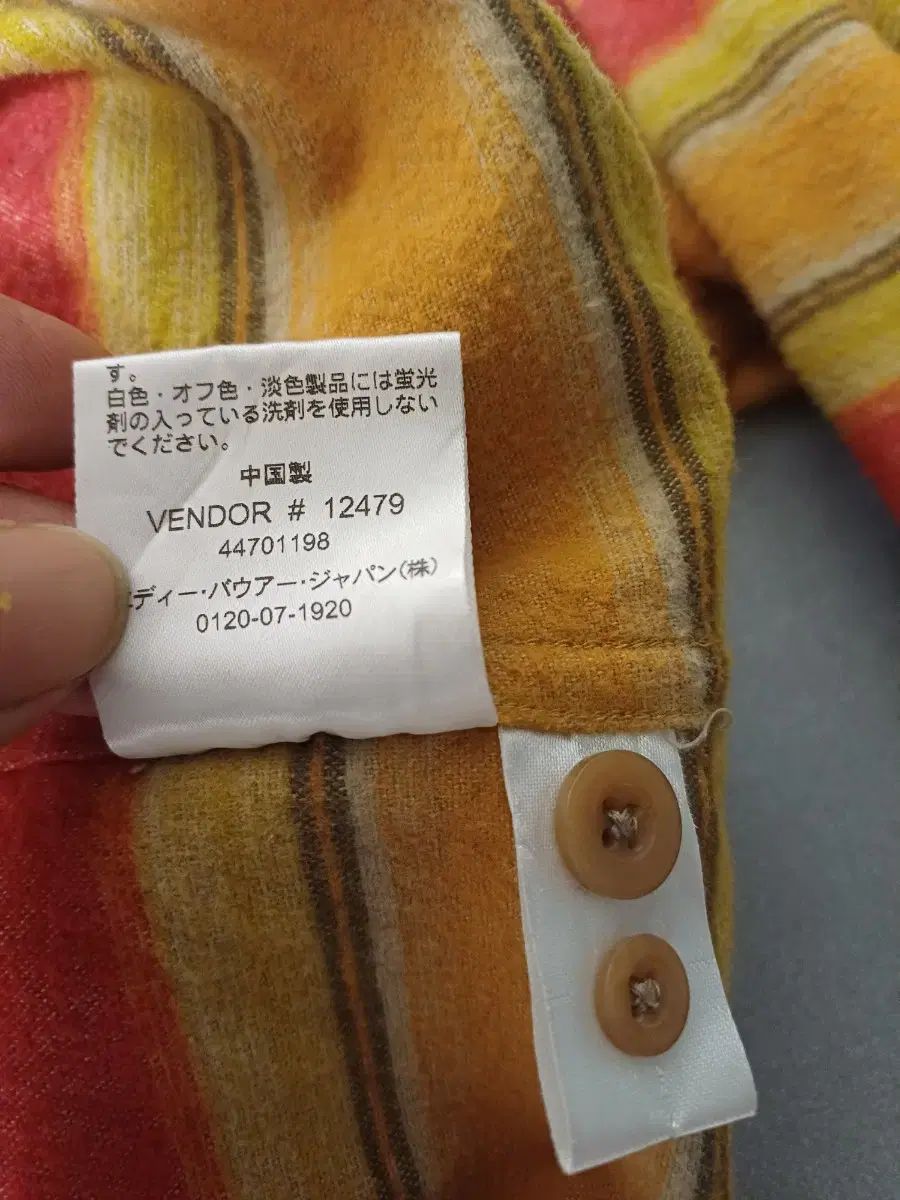 す。
白色・オフ色・淡色製品には蛍光
剤の入っている洗剤を使用しない
でください。
中国製
VENDOR # 12479
44701198
ディー・バウアー・ジャパン(株)
0120-07-1920